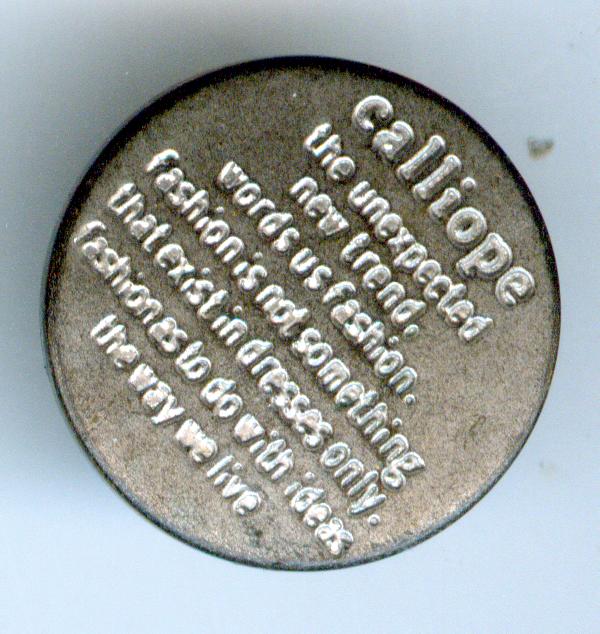 calliope
the unexpected
new trend.
words us fashion.
fashion is not something
that exist in dresses only.
fashion as to do with ideas
the way we live